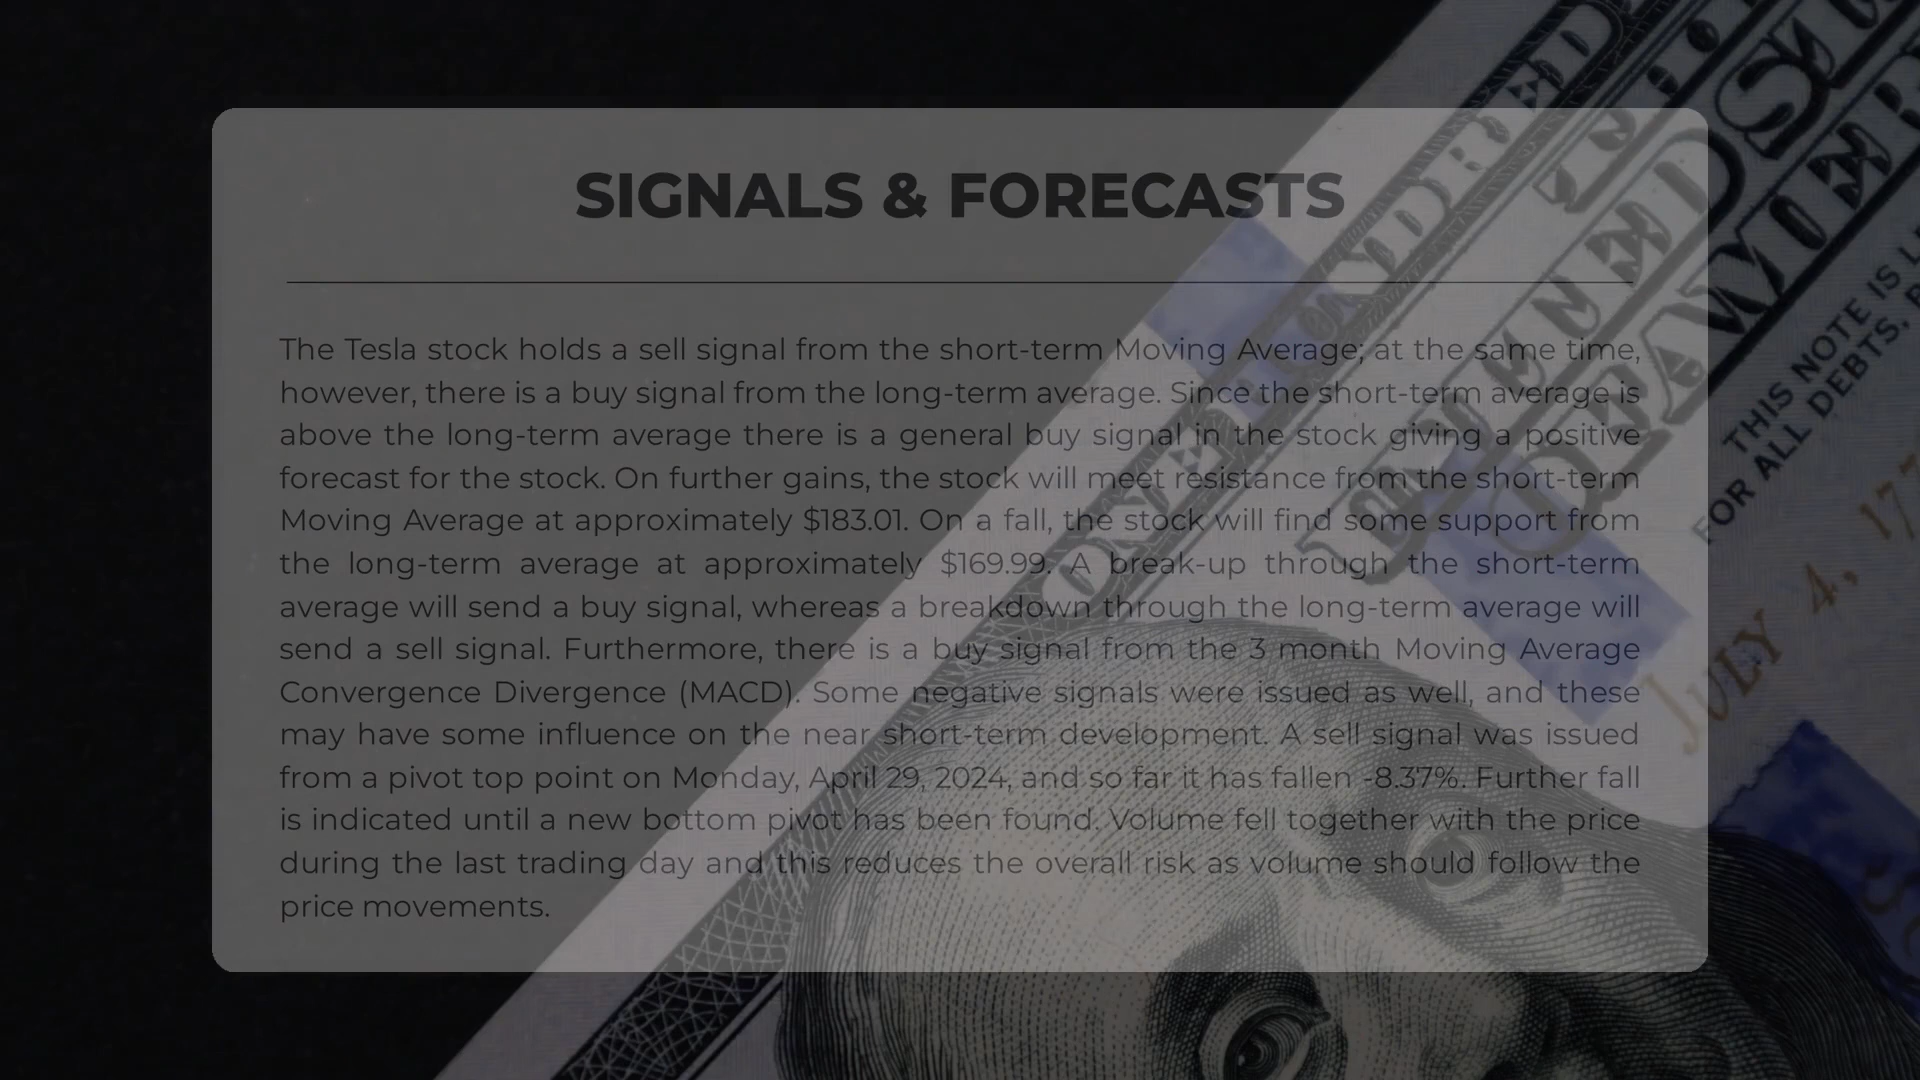 SIGNALS & FORECASTS
The Tesla stock holds a sell signal from the short-term Moving Average; at the same time,
however, there is a buy signal from the long-term average. Since the short-term average is
above the long-term average there is a general buy signal in the stock giving a positive
forecast for the stock. On further gains, the stock will meet resistance from the short-term
Moving Average at approximately $183.01. On a fall, the stock will find some support from
the long-term average at approximately $169.99. A break-up through the short-term
average will send a buy signal, whereas a breakdown through the long-term average will
send a sell signal. Furthermore, there is a buy signal from the 3 month Moving Average
Convergence Divergence (MACD). Some negative signals were issued as well, and these
may have some influence on the near short-term development. A sell signal was issued
from a pivot top point on Monday, April 29, 2024, and so far it has fallen -8.37%. Further fall
is indicated until a new bottom pivot has been found. Volume fell together with the price
during the last trading day and this reduces the overall risk as volume should follow the
price movements.
THIS NOTE IS
FOR ALL DEBTS,
JULY 4,